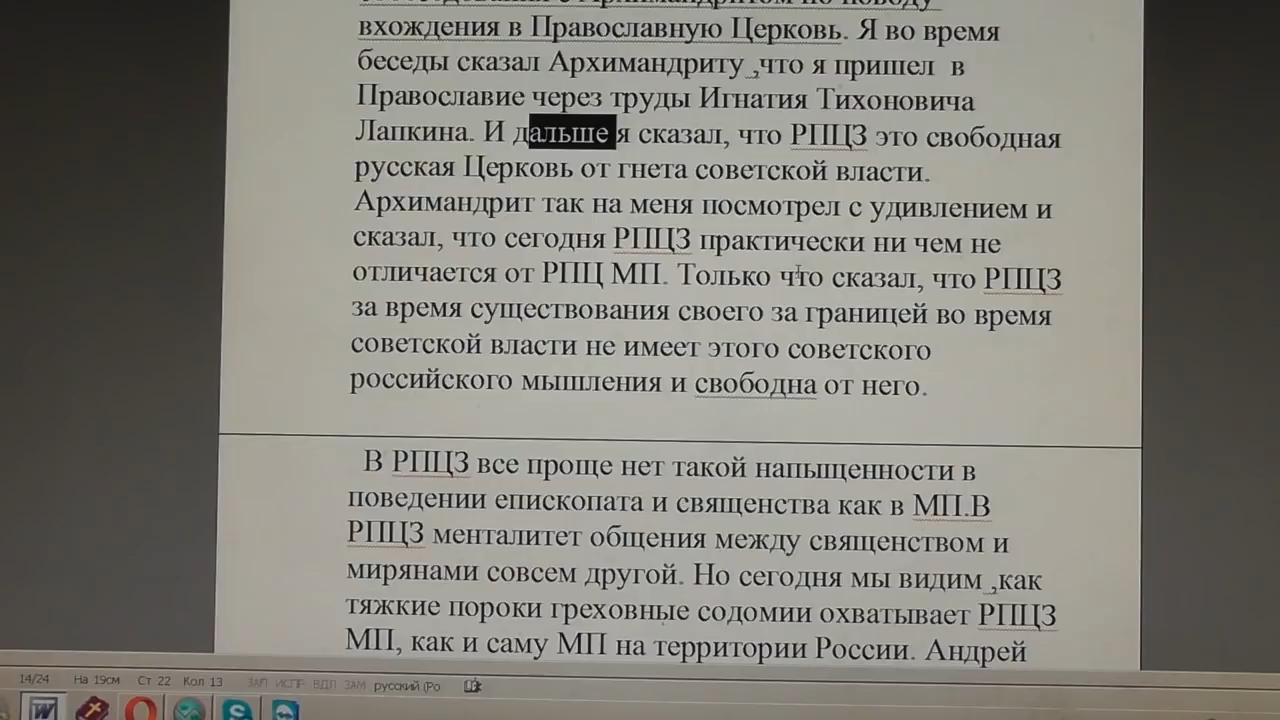 вхождения в Православную Церковь. Я во время
беседы сказал Архимандриту ,что я пришел  в
Православие через труды Игнатия Тихоновича
Лапкина. И дальше я сказал, что РПЦЗ это свободная
русская Церковь от гнета советской власти.
Архимандрит так на меня посмотрел с удивлением и
сказал, что сегодня РПЦЗ практически ни чем не
отличается от РПЦ МП. Только что сказал, что РПЦЗ
за время существования своего за границей во время
советской власти не имеет этого советского
российского мышления и свободна от него.
В РПЦЗ все проще нет такой напыщенности в
поведении епископата и священства как в МП.В
РПЦЗ менталитет общения между священством и
мирянами совсем другой. Но сегодня мы видим ,как
тяжкие пороки греховные содомии охватывает РПЦЗ
МП, как и саму МП на территории России. Андрей
14/24 На 19см Ст 22 Кол 13 ЗАП ИСПР ВДЛ ЗАМ русский (Ро